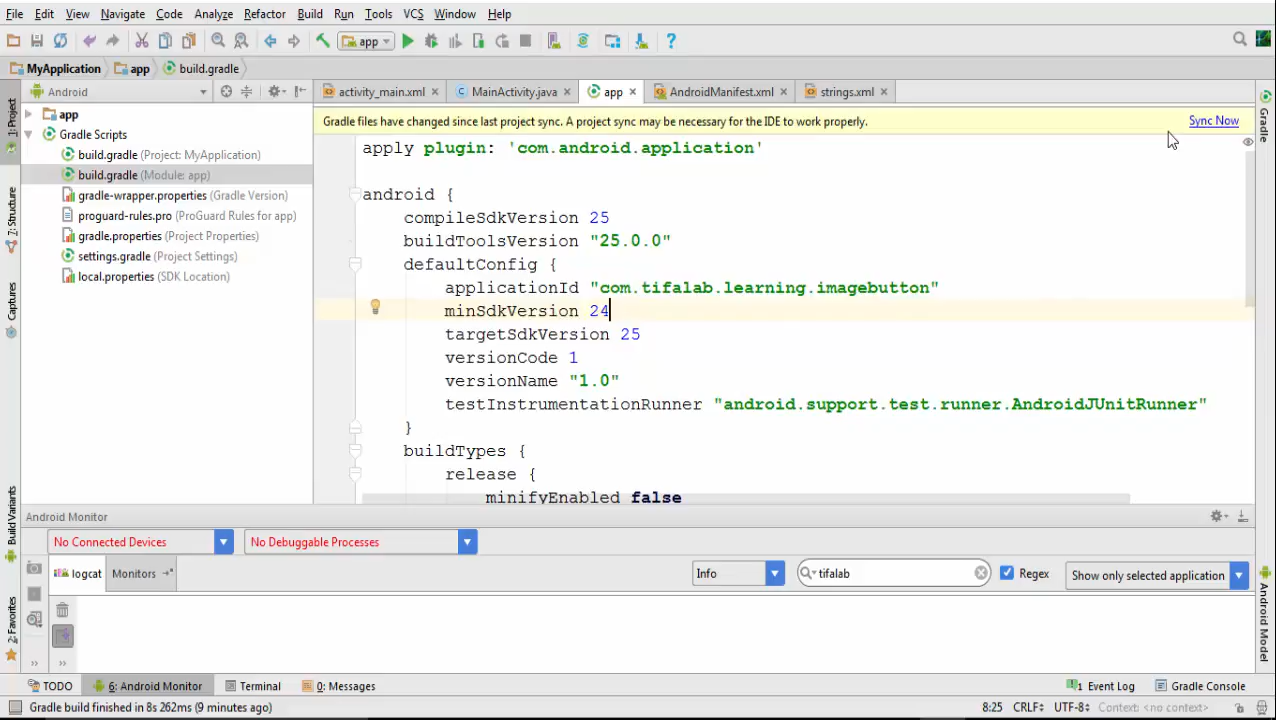 File Edit View Navigate Code Analyze Refactor Build Run Tools VCS Window Help
app
MyApplication app build.gradle
Android
activity_main.xml MainActivity.java app AndroidManifest.xml strings.xml
1: Project
7: Structure
Captures
Build Variants
2: Favorites
app
Gradle Scripts
build.gradle (Project: MyApplication)
build.gradle (Module: app)
gradle-wrapper.properties (Gradle Version)
proguard-rules.pro (ProGuard Rules for app)
gradle.properties (Project Properties)
settings.gradle (Project Settings)
local.properties (SDK Location)
Gradle files have changed since last project sync. A project sync may be necessary for the IDE to work properly. Sync Now
apply plugin: 'com.android.application'
android {
compileSdkVersion 25
buildToolsVersion "25.0.0"
defaultConfig {
applicationId "com.tifalab.learning.imagebutton"
minSdkVersion 24
targetSdkVersion 25
versionCode 1
versionName "1.0"
testInstrumentationRunner "android.support.test.runner.AndroidJUnitRunner"
}
buildTypes {
release {
minifyEnabled false
Gradle
Android Model
Android Monitor
No Connected Devices No Debuggable Processes
logcat Monitors Info tifalab Regex Show only selected application
TODO 6: Android Monitor Terminal 0: Messages 1 Event Log Gradle Console
Gradle build finished in 8s 262ms (9 minutes ago) 8:25 CRLF UTF-8 Context: <no context>